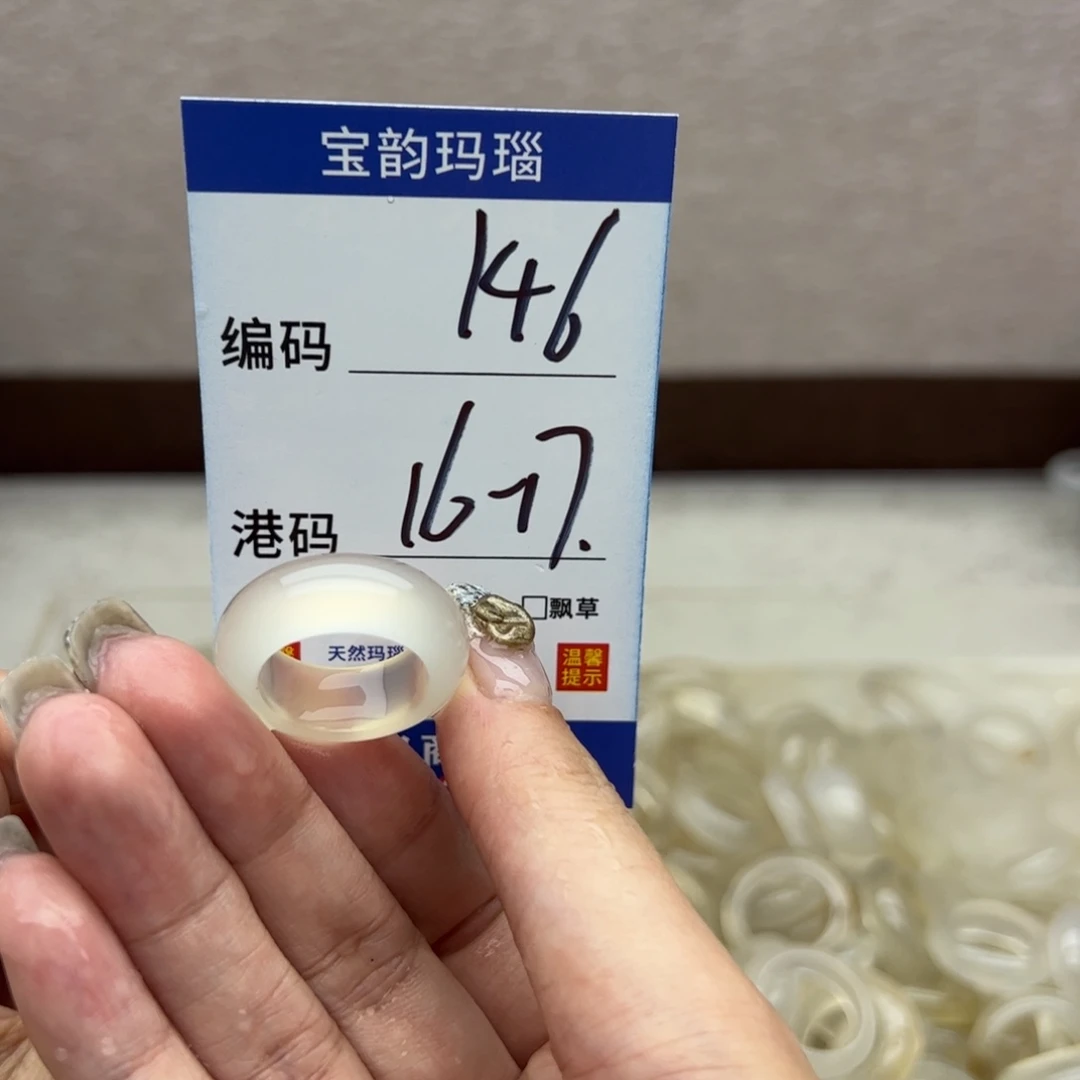 宝韵玛瑙
编码 146
港码 16-17.
□飘草
天然玛瑙
温馨
提示